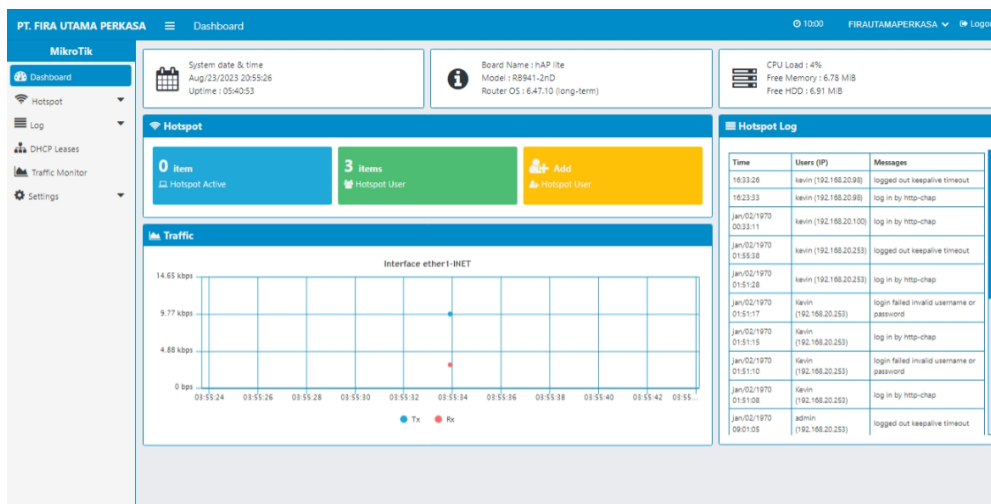 PT. FIRA UTAMA PERKASA
Dashboard
10:00
FIRAUTAMAPERKASA
Logou
MikroTik
Dashboard
Hotspot
Log
DHCP Leases
Traffic Monitor
Settings
System date & time
Aug/23/2023 20:55:26
Uptime : 05:40:53
Board Name : hAP lite
Model : RB941-2nD
Router OS : 6.47.10 (long-term)
CPU Load : 4%
Free Memory : 6.78 MiB
Free HDD : 6.91 MiB
Hotspot
0 item
Hotspot Active
3 items
Hotspot User
Add
Hotspot User
Traffic
Interface ether1-INET
14.65 kbps
9.77 kbps
4.88 kbps
0 bps
03:55:24 03:55:26 03:55:28 03:55:30 03:55:32 03:55:34 03:55:36 03:55:38 03:55:40 03:55:42 03:55...
Tx Rx
Hotspot Log
Time Users (IP) Messages
16:33:26 kevin (192.168.20.98) logged out keepalive timeout
16:23:33 kevin (192.168.20.98) log in by http-chap
jan/02/1970
00:33:11 kevin (192.168.20.100) log in by http-chap
jan/02/1970
01:55:38 kevin (192.168.20.253) logged out keepalive timeout
jan/02/1970
01:51:28 kevin (192.168.20.253) log in by http-chap
jan/02/1970 Kevin login failed invalid username or
01:51:17 (192.168.20.253) password
jan/02/1970 Kevin
01:51:15 (192.168.20.253) log in by http-chap
jan/02/1970 Kevin login failed invalid username or
01:51:10 (192.168.20.253) password
jan/02/1970 Kevin
01:51:08 (192.168.20.253) log in by http-chap
jan/02/1970 admin
09:01:05 (192.168.20.253) logged out keepalive timeout